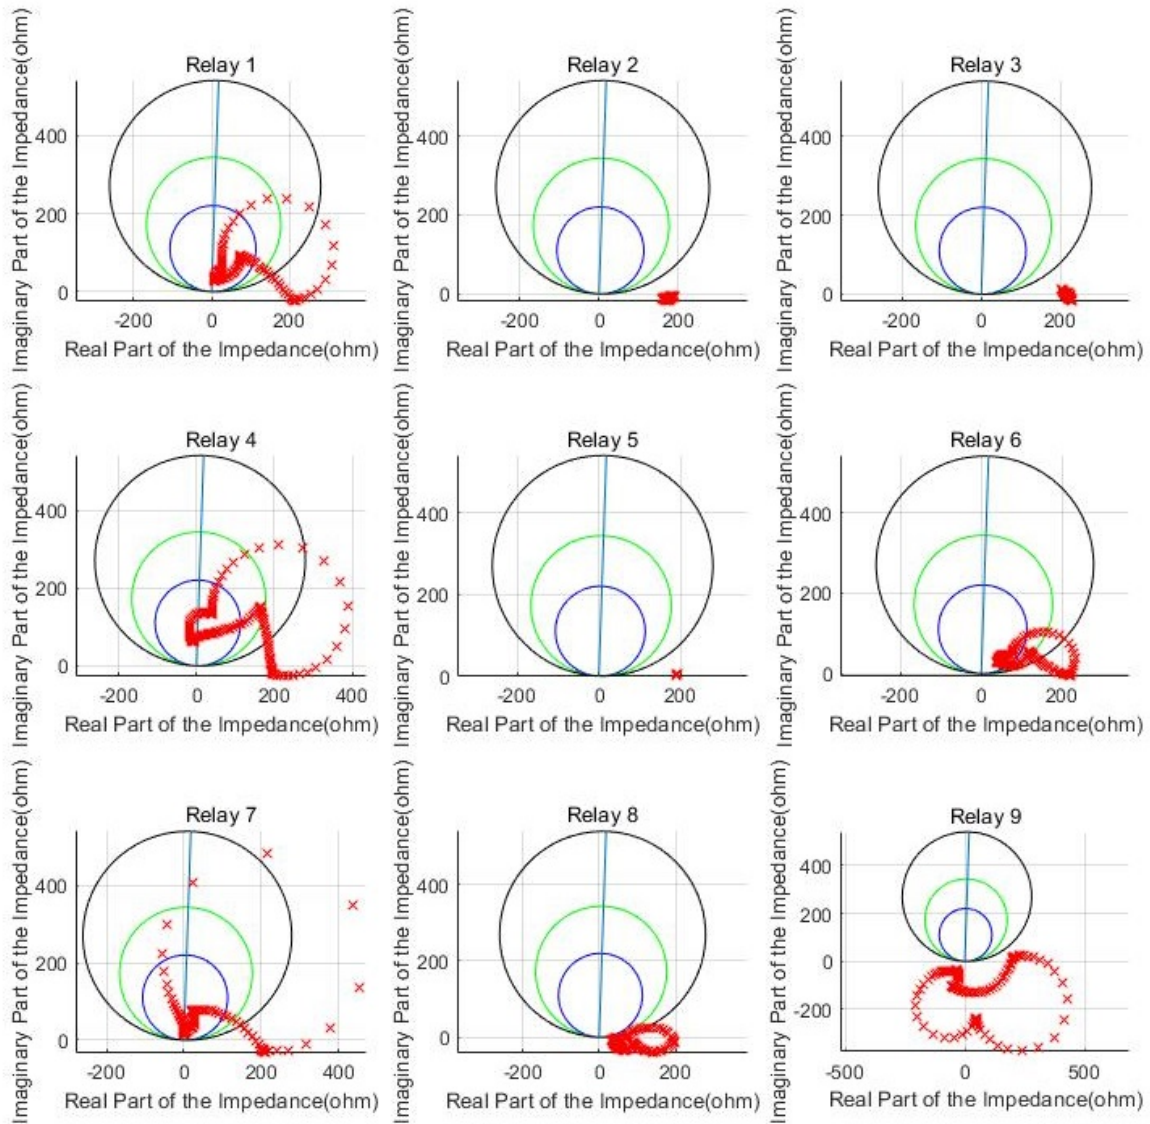 Relay 1
Imaginary Part of the Impedance(ohm)
400
200
0
-200 0 200
Real Part of the Impedance(ohm)
Relay 2
Imaginary Part of the Impedance(ohm)
400
200
0
-200 0 200
Real Part of the Impedance(ohm)
Relay 3
Imaginary Part of the Impedance(ohm)
400
200
0
-200 0 200
Real Part of the Impedance(ohm)
Relay 4
Imaginary Part of the Impedance(ohm)
400
200
0
-200 0 200 400
Real Part of the Impedance(ohm)
Relay 5
Imaginary Part of the Impedance(ohm)
400
200
0
-200 0 200
Real Part of the Impedance(ohm)
Relay 6
Imaginary Part of the Impedance(ohm)
400
200
0
-200 0 200
Real Part of the Impedance(ohm)
Relay 7
Imaginary Part of the Impedance(ohm)
400
200
0
-200 0 200 400
Real Part of the Impedance(ohm)
Relay 8
Imaginary Part of the Impedance(ohm)
400
200
0
-200 0 200
Real Part of the Impedance(ohm)
Relay 9
Imaginary Part of the Impedance(ohm)
400
200
0
-200
-500 0 500
Real Part of the Impedance(ohm)